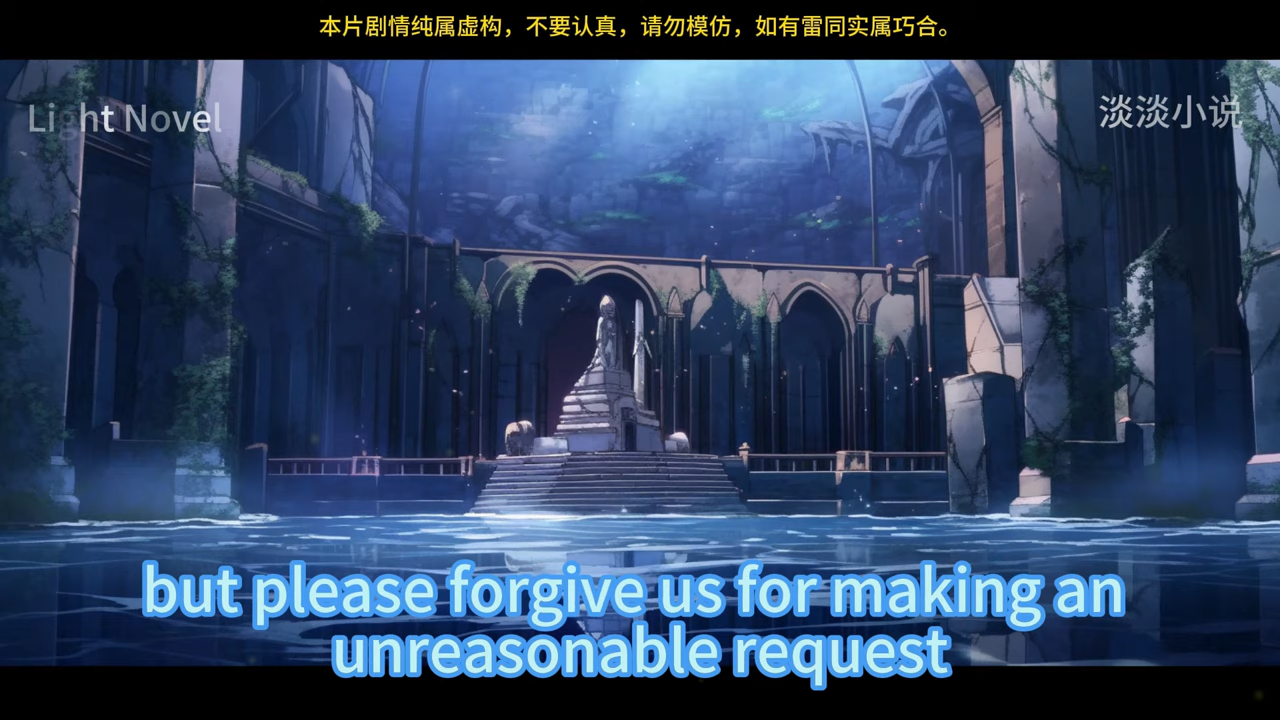 本片剧情纯属虚构，不要认真，请勿模仿，如有雷同实属巧合。
Light Novel
淡淡小说
but please forgive us for making an
unreasonable request